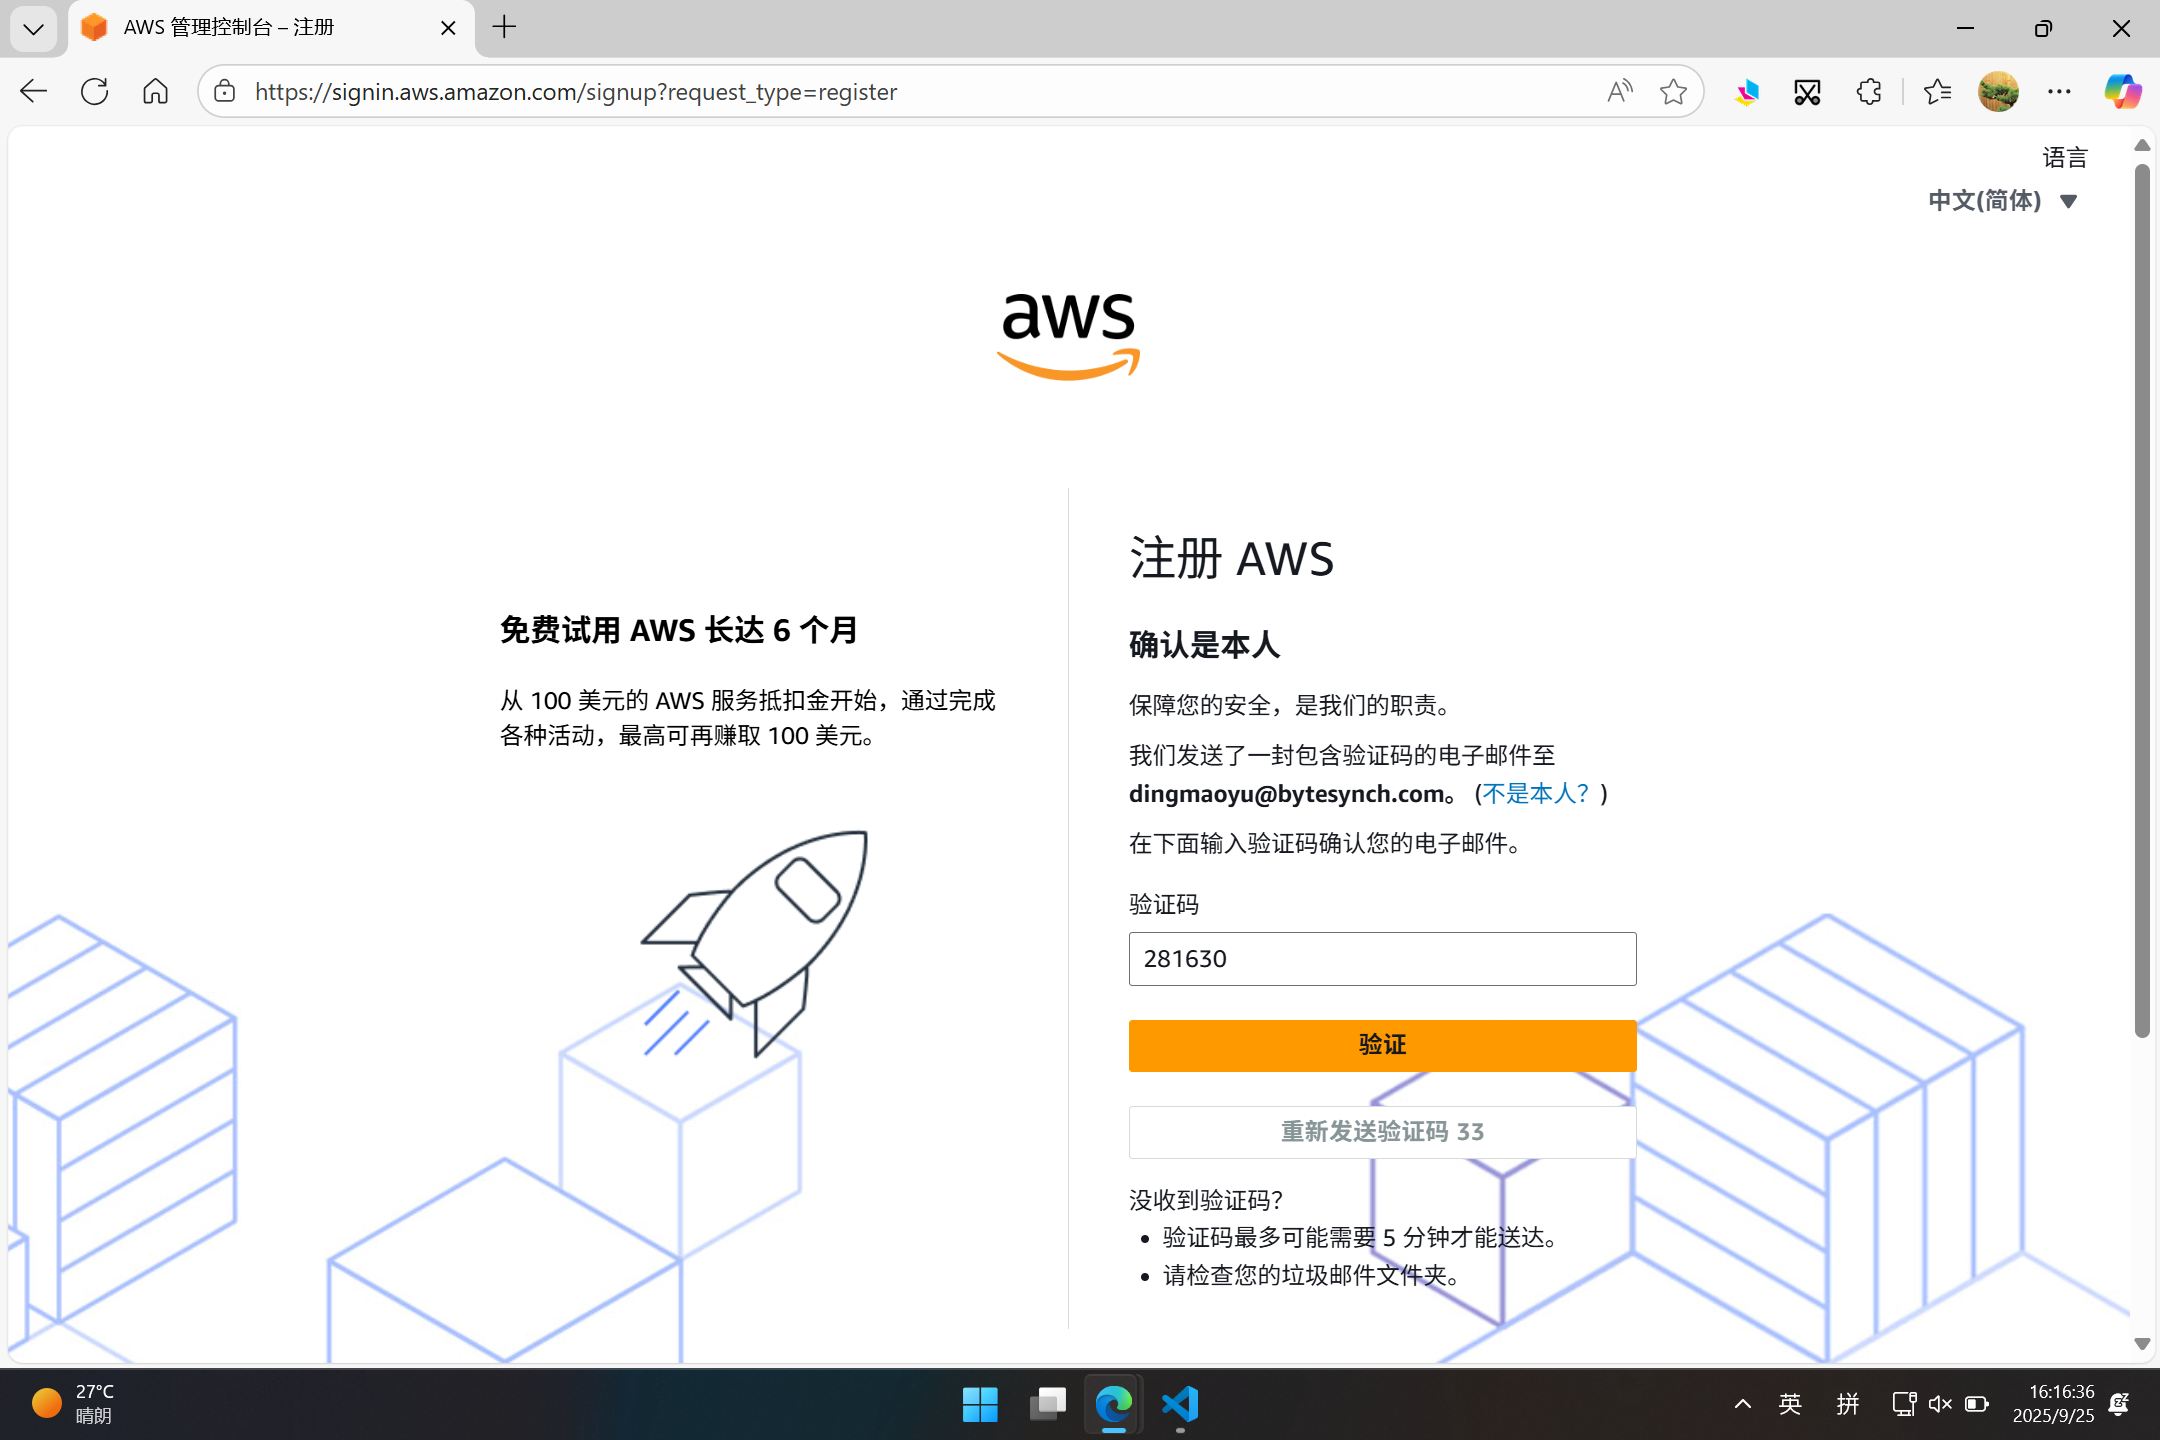 AWS 管理控制台 – 注册
https://signin.aws.amazon.com/signup?request_type=register
语言
中文(简体)
aws
免费试用 AWS 长达 6 个月
从 100 美元的 AWS 服务抵扣金开始，通过完成
各种活动，最高可再赚取 100 美元。
注册 AWS
确认是本人
保障您的安全，是我们的职责。
我们发送了一封包含验证码的电子邮件至
dingmaoyu@bytesynch.com。 (不是本人？)
在下面输入验证码确认您的电子邮件。
验证码
281630
验证
重新发送验证码 33
没收到验证码？
• 验证码最多可能需要 5 分钟才能送达。
• 请检查您的垃圾邮件文件夹。
27°C
晴朗
英
拼
16:16:36
2025/9/25